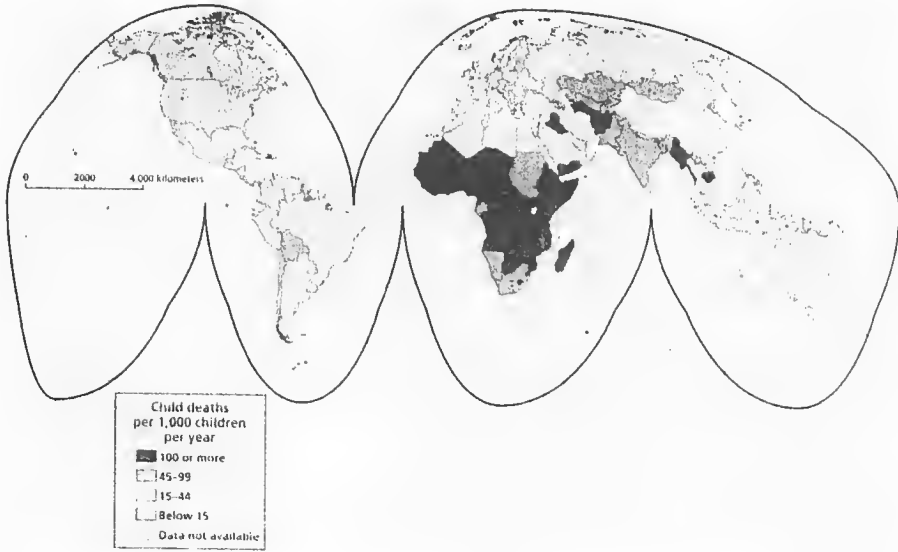 0 2000 4,000 kilometers
Child deaths
per 1,000 children
per year
100 or more
45-99
15-44
Below 15
Data not available